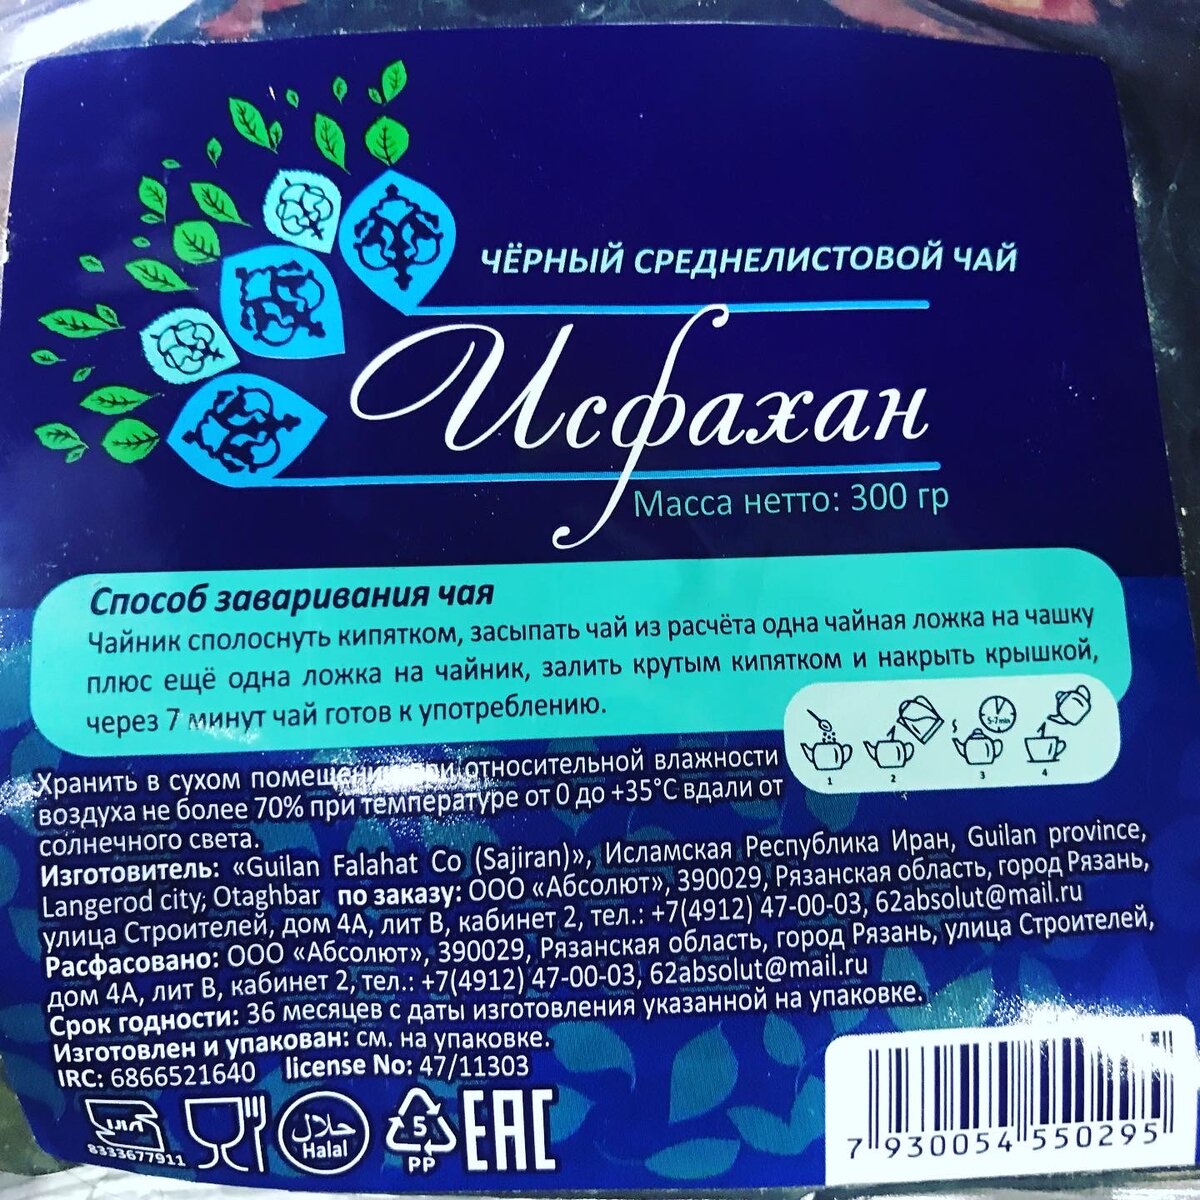 ЧЁРНЫЙ СРЕДНЕЛИСТОВОЙ ЧАЙ
Исфахан
Масса нетто: 300 гр
Способ заваривания чая
Чайник сполоснуть кипятком, засыпать чай из расчёта одна чайная ложка на чашку
плюс ещё одна ложка на чайник, залить крутым кипятком и накрыть крышкой,
через 7 минут чай готов к употреблению.
5-7min
1 2 3 4
Хранить в сухом помещении при относительной влажности
воздуха не более 70% при температуре от 0 до +35°С вдали от
солнечного света.
Изготовитель: «Guilan Falahat Co (Sajiran)», Исламская Республика Иран, Guilan province,
Langerod city; Otaghbar по заказу: ООО «Абсолют», 390029, Рязанская область, город Рязань,
улица Строителей, дом 4А, лит В, кабинет 2, тел.: +7(4912) 47-00-03, 62absolut@mail.ru
Расфасовано: ООО «Абсолют», 390029, Рязанская область, город Рязань, улица Строителей,
дом 4А, лит В, кабинет 2, тел.: +7(4912) 47-00-03, 62absolut@mail.ru
Срок годности: 36 месяцев с даты изготовления указанной на упаковке.
Изготовлен и упакован: см. на упаковке.
IRC: 6866521640 license No: 47/11303
8333677911
حلال
Halal
5
PP
EAC
7 930054 550295